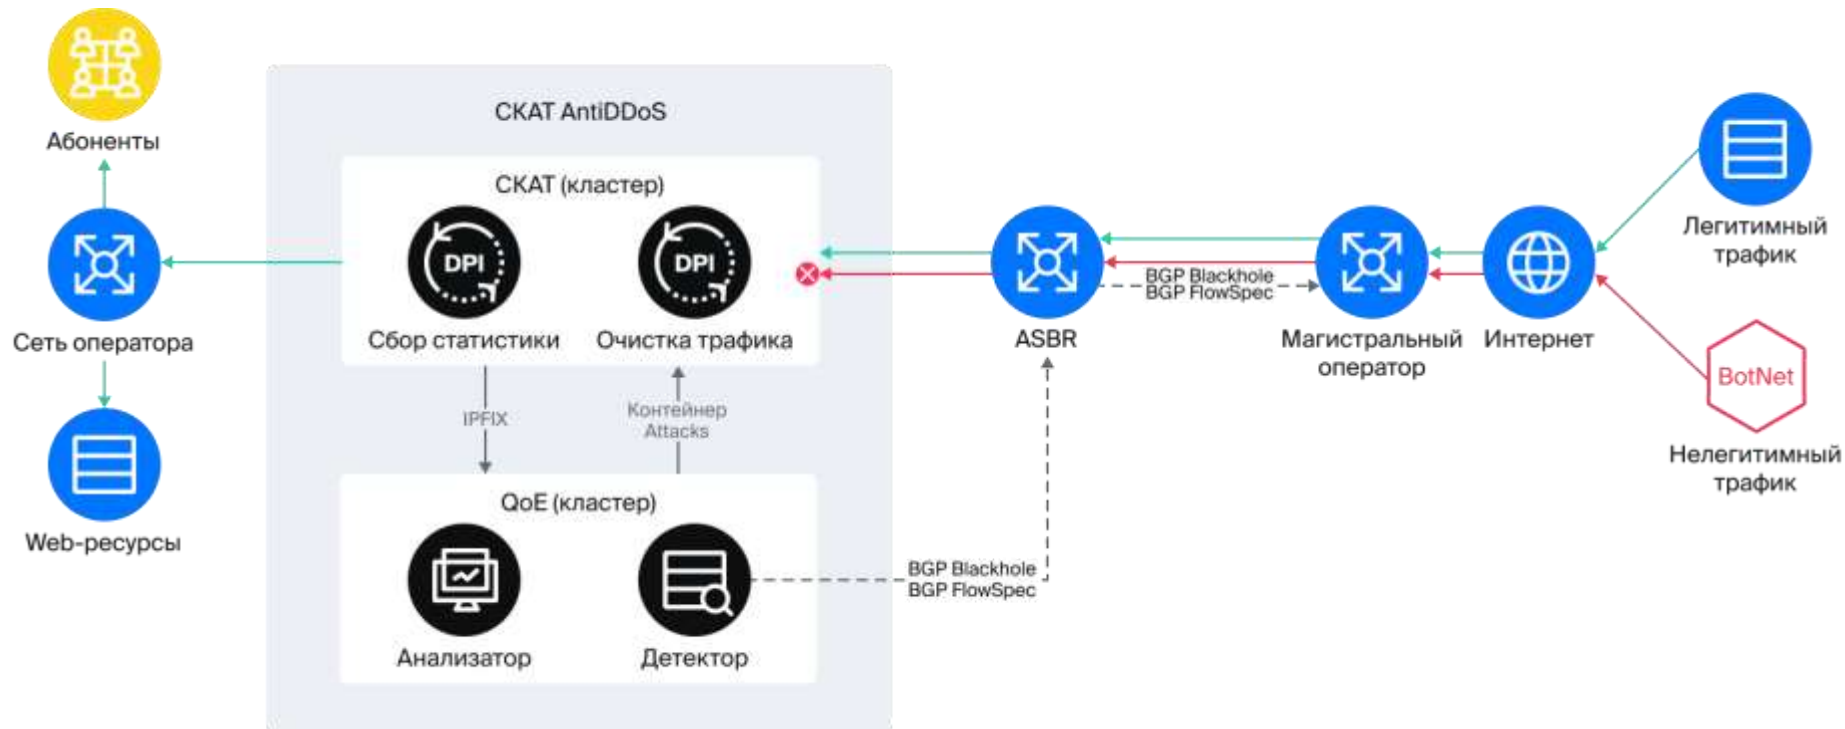 Абоненты
Сеть оператора
Web-ресурсы
СКАТ AntiDDoS
СКАТ (кластер)
DPI
DPI
Сбор статистики
Очистка трафика
IPFIX
Контейнер
Attacks
QoE (кластер)
Анализатор
Детектор
BGP Blackhole
BGP FlowSpec
ASBR
BGP Blackhole
BGP FlowSpec
Магистральный
оператор
Интернет
Легитимный
трафик
BotNet
Нелегитимный
трафик